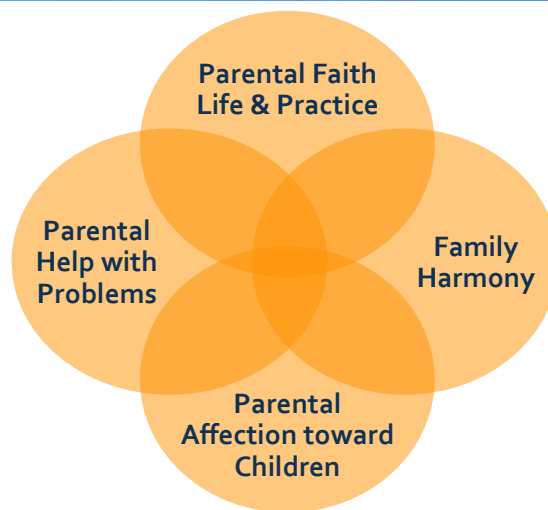 Parental Faith
Life & Practice
Parental
Help with
Problems
Family
Harmony
Parental
Affection toward
Children